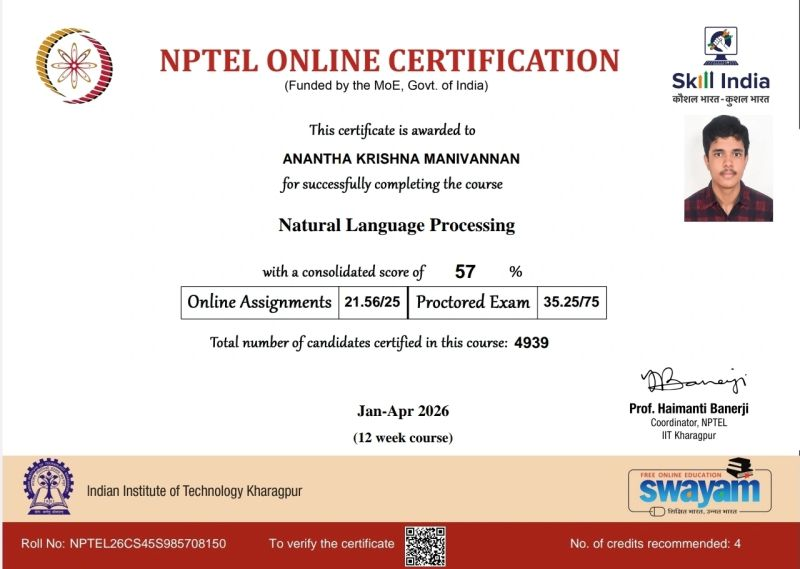 NPTEL ONLINE CERTIFICATION
(Funded by the MoE, Govt. of India)
Skill India
कौशल भारत-कुशल भारत
This certificate is awarded to
ANANTHA KRISHNA MANIVANNAN
for successfully completing the course
Natural Language Processing
with a consolidated score of 57 %
Online Assignments 21.56/25 Proctored Exam 35.25/75
Total number of candidates certified in this course: 4939
Jan-Apr 2026
(12 week course)
Prof. Haimanti Banerji
Coordinator, NPTEL
IIT Kharagpur
Indian Institute of Technology Kharagpur
FREE ONLINE EDUCATION
swayam
शिक्षित भारत, उन्नत भारत
Roll No: NPTEL26CS45S985708150 To verify the certificate No. of credits recommended: 4